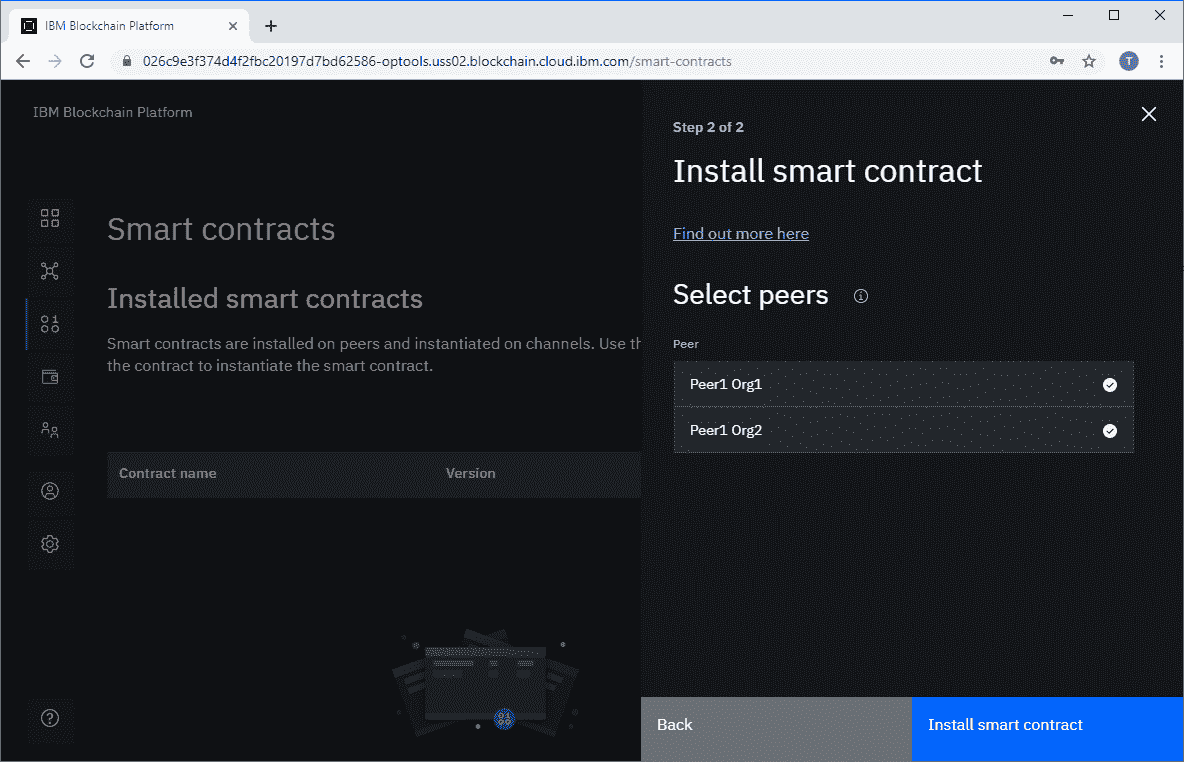 IBM Blockchain Platform
026c9e3f374d4f2fbc20197d7bd62586-optools.uss02.blockchain.cloud.ibm.com/smart-contracts
T
IBM Blockchain Platform
Smart contracts
Installed smart contracts
Smart contracts are installed on peers and instantiated on channels. Use th
the contract to instantiate the smart contract.
Contract name Version
Step 2 of 2
Install smart contract
Find out more here
Select peers
Peer
Peer1 Org1
Peer1 Org2
Back
Install smart contract